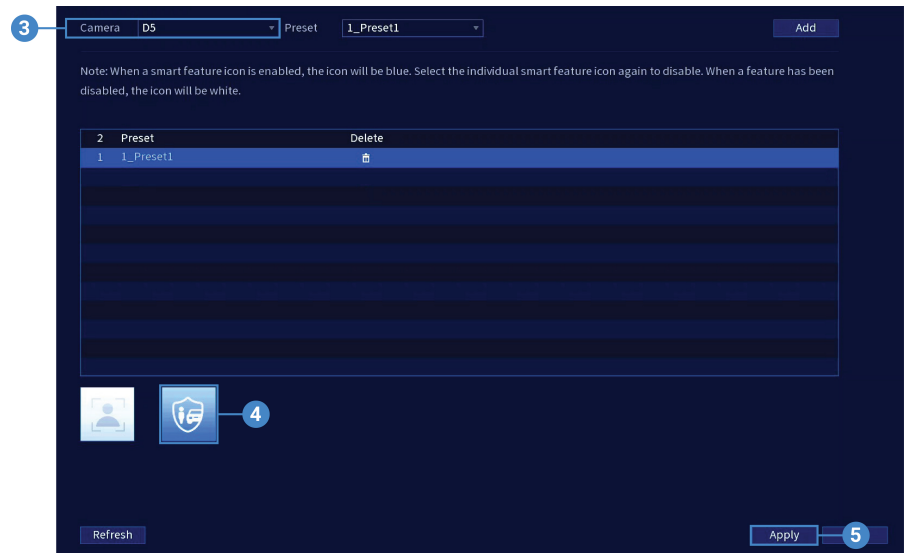 3 Camera D5 Preset 1_Preset1 Add
Note: When a smart feature icon is enabled, the icon will be blue. Select the individual smart feature icon again to disable. When a feature has been
disabled, the icon will be white.
2 Preset Delete
1 1_Preset1
4
Refresh Apply 5